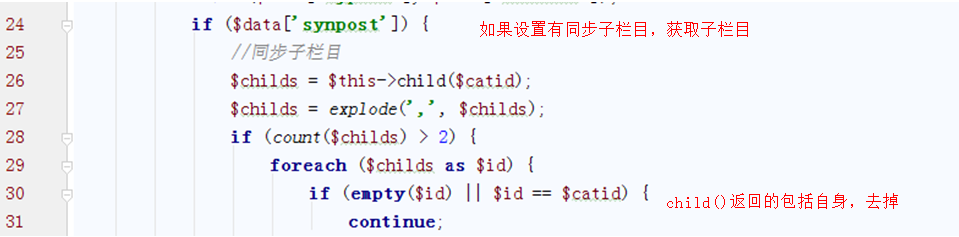 24 if ($data['synpost']) { 如果设置有同步子栏目，获取子栏目
25 //同步子栏目
26 $childs = $this->child($catid);
27 $childs = explode(',', $childs);
28 if (count($childs) > 2) {
29 foreach ($childs as $id) {
30 if (empty($id) || $id == $catid) { child()返回的包括自身，去掉
31 continue;